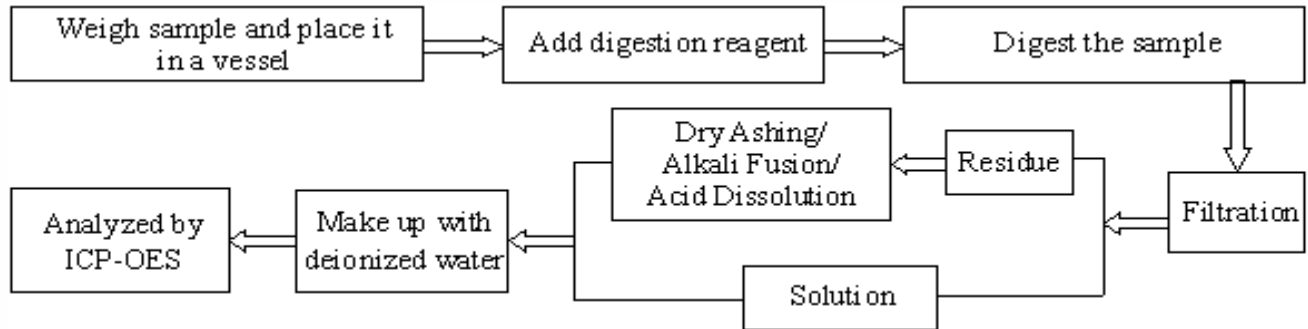 Weigh sample and place it
in a vessel
Add digestion reagent
Digest the sample
Filtration
Residue
Dry Ashing/
Alkali Fusion/
Acid Dissolution
Solution
Make up with
deionized water
Analyzed by
ICP-OES